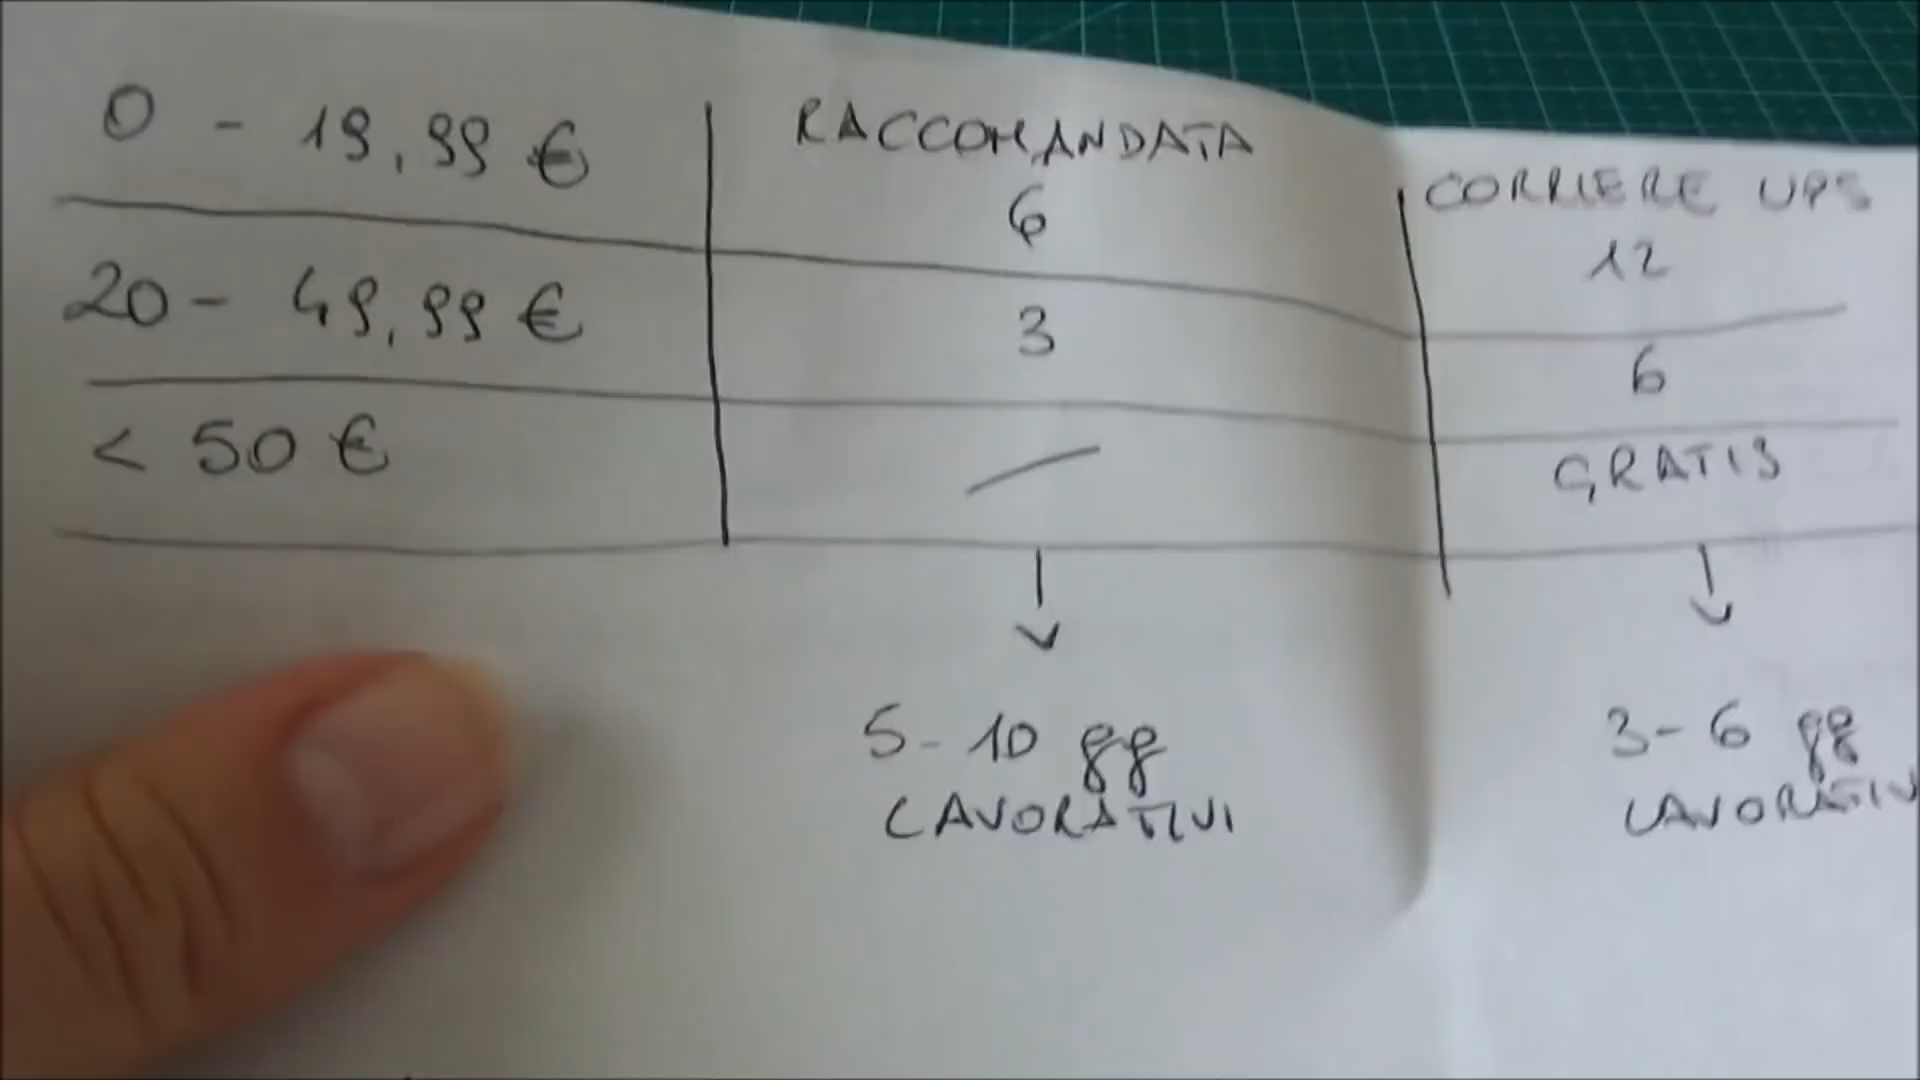 0 - 19,99 €
RACCOMANDATA
6
CORRIERE UPS
12
20 - 49,99 €
3
6
< 50 €
GRATIS
5-10 gg
LAVORATIVI
3-6 gg
LAVORATIV